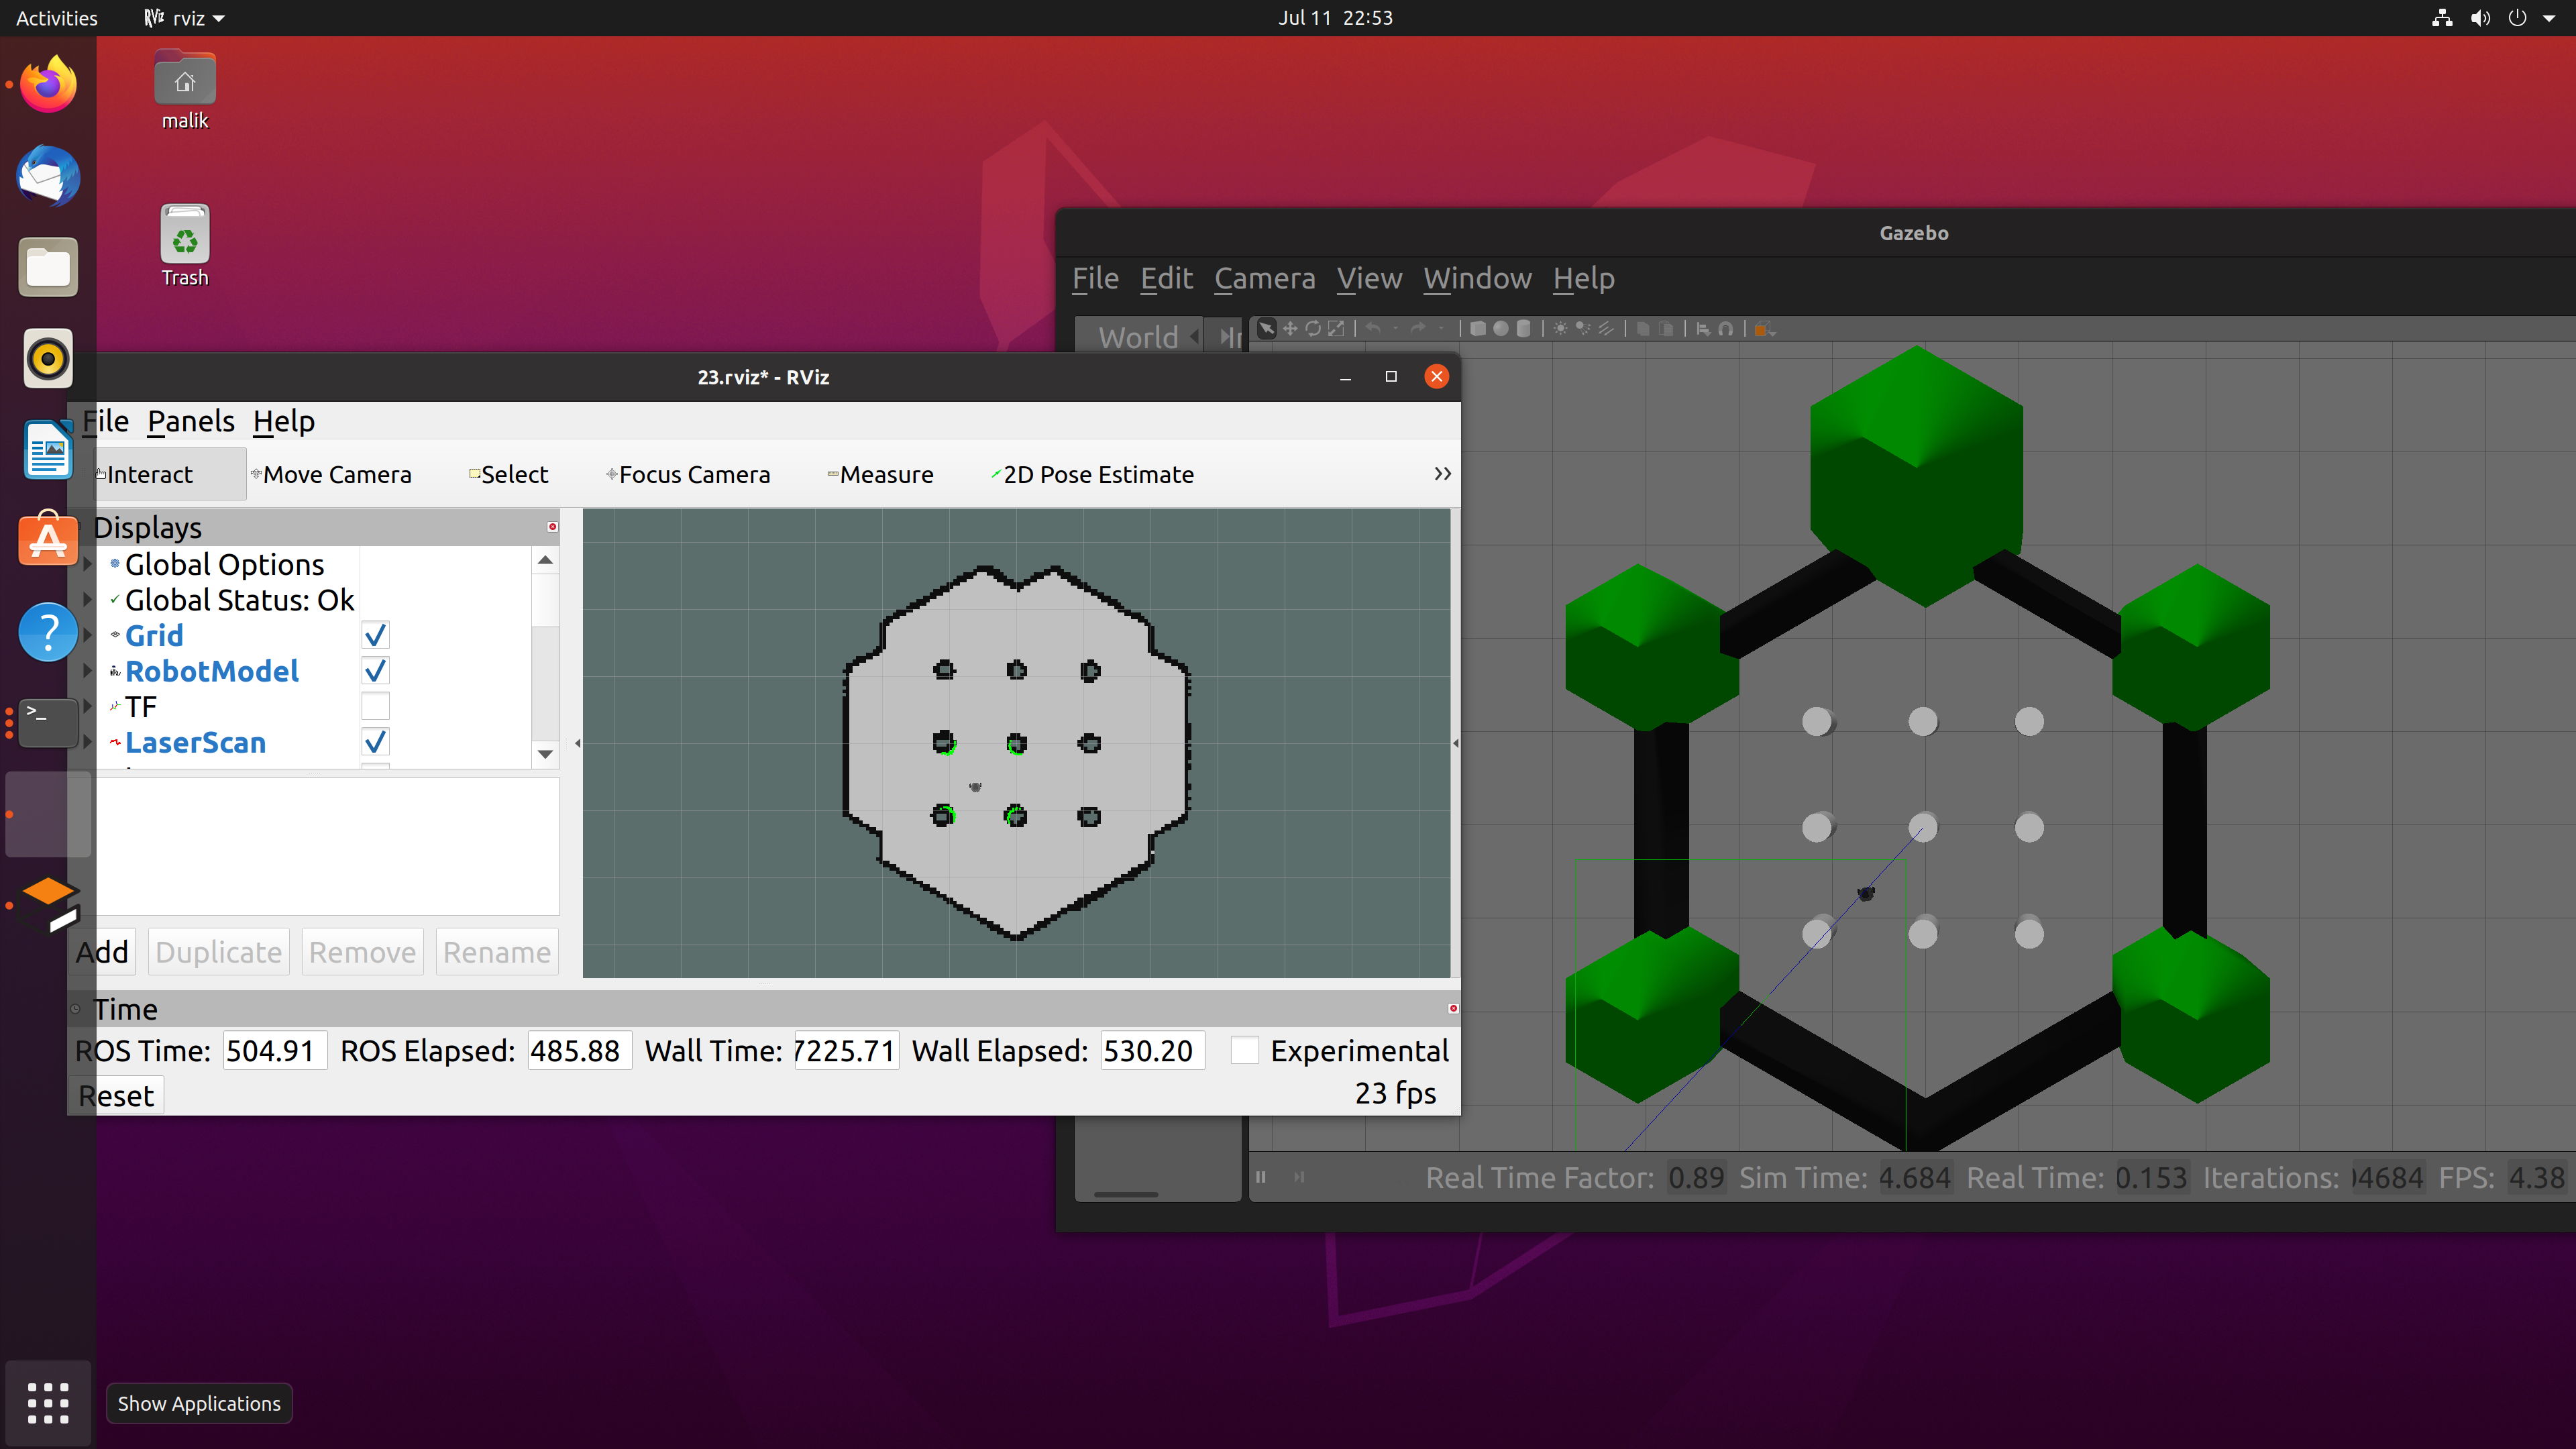 Activities
rviz
Jul 11 22:53
malik
Trash
Gazebo
File Edit Camera View Window Help
World
23.rviz* - RViz
File Panels Help
Interact Move Camera Select Focus Camera Measure 2D Pose Estimate
Displays
Global Options
Global Status: Ok
Grid
RobotModel
TF
LaserScan
Add Duplicate Remove Rename
Time
ROS Time: 504.91 ROS Elapsed: 485.88 Wall Time: 7225.71 Wall Elapsed: 530.20 Experimental
Reset
23 fps
Real Time Factor: 0.89 Sim Time: 4.684 Real Time: 0.153 Iterations: 04684 FPS: 4.38
Show Applications